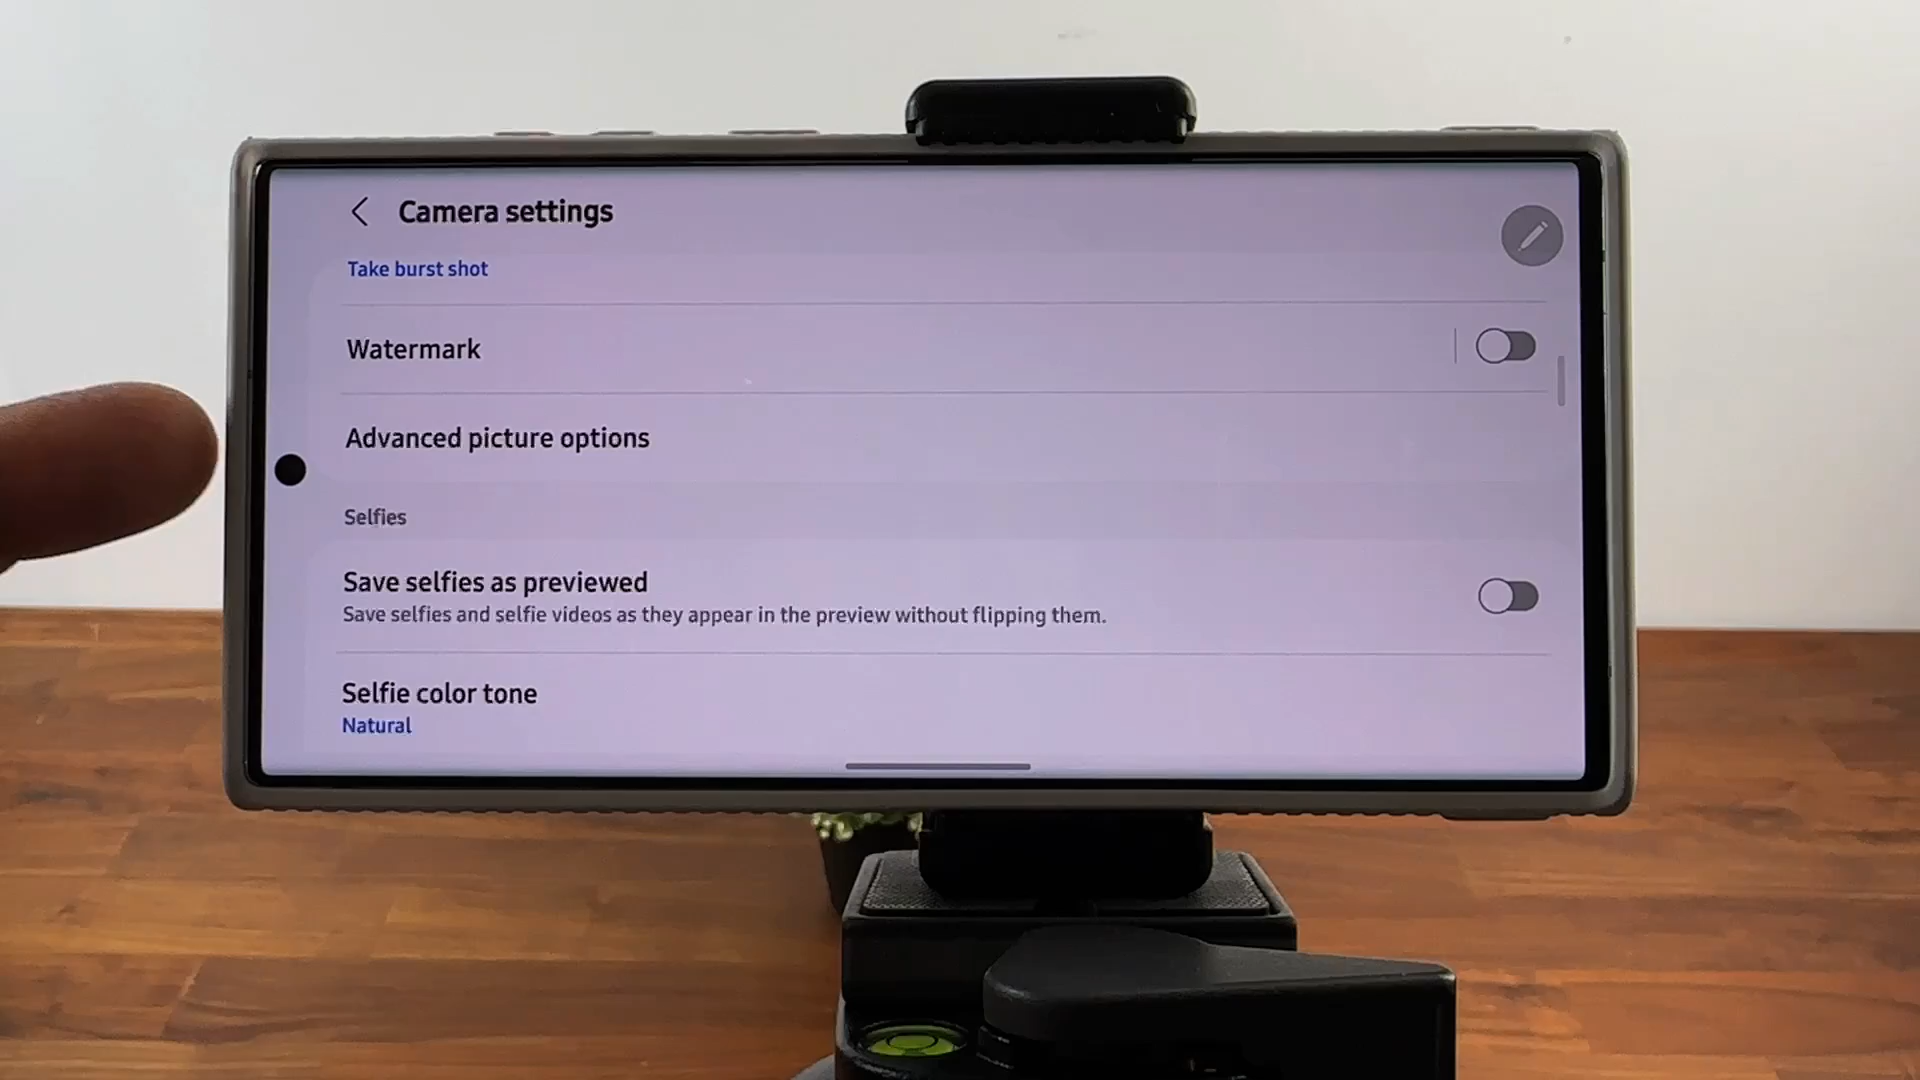 Camera settings
Take burst shot
Watermark
Advanced picture options
Selfies
Save selfies as previewed
Save selfies and selfie videos as they appear in the preview without flipping them.
Selfie color tone
Natural